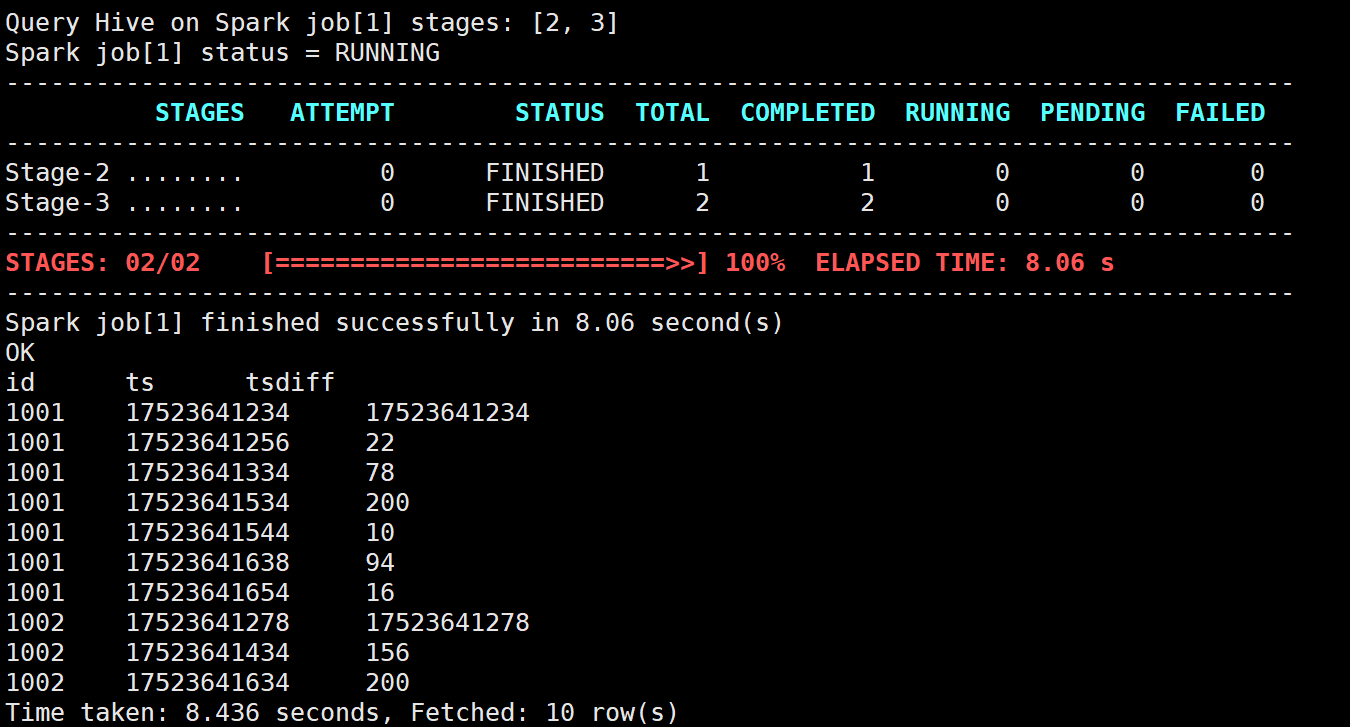 Query Hive on Spark job[1] stages: [2, 3]
Spark job[1] status = RUNNING
--------------------------------------------------------------------------------------
          STAGES   ATTEMPT        STATUS  TOTAL  COMPLETED  RUNNING  PENDING  FAILED
--------------------------------------------------------------------------------------
Stage-2 ........         0      FINISHED      1          1        0        0       0
Stage-3 ........         0      FINISHED      2          2        0        0       0
--------------------------------------------------------------------------------------
STAGES: 02/02    [==========================>>] 100%  ELAPSED TIME: 8.06 s
--------------------------------------------------------------------------------------
Spark job[1] finished successfully in 8.06 second(s)
OK
id      ts      tsdiff
1001    17523641234     17523641234
1001    17523641256     22
1001    17523641334     78
1001    17523641534     200
1001    17523641544     10
1001    17523641638     94
1001    17523641654     16
1002    17523641278     17523641278
1002    17523641434     156
1002    17523641634     200
Time taken: 8.436 seconds, Fetched: 10 row(s)